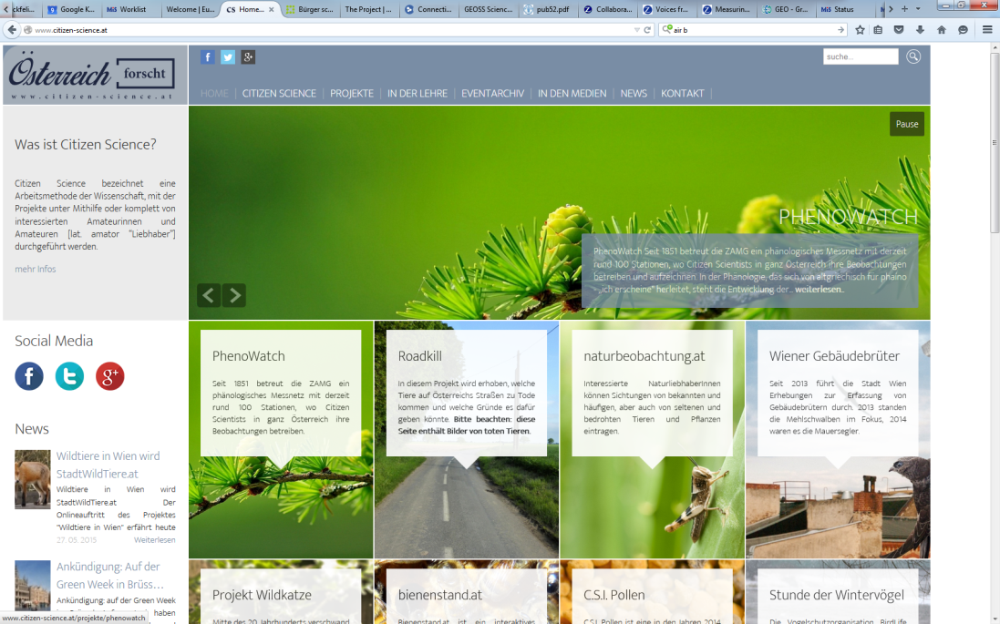 ckfeli...
Google K...
MiS Worklist
Welcome | Eu...
CS Home...
Bürger sc...
The Project | ...
Connecti...
GEOSS Scienc...
pub52.pdf
Collabora...
Voices fr...
Measurin...
GEO - Gr...
MiS Status
www.citizen-science.at
air b
Österreich forscht
www.citizen-science.at
suche...
HOME
CITIZEN SCIENCE
PROJEKTE
IN DER LEHRE
EVENTARCHIV
IN DEN MEDIEN
NEWS
KONTAKT
Was ist Citizen Science?
Citizen Science bezeichnet eine
Arbeitsmethode der Wissenschaft, mit der
Projekte unter Mithilfe oder komplett von
interessierten Amateurinnen und
Amateuren [lat. amator "Liebhaber"]
durchgeführt werden.
mehr Infos
Pause
PHENOWATCH
PhenoWatch Seit 1851 betreut die ZAMG ein phänologisches Messnetz mit derzeit
rund 100 Stationen, wo Citizen Scientists in ganz Österreich ihre Beobachtungen
betreiben und aufzeichnen. In der Phänologie, das sich von altgriechisch für phaino
- „ich erscheine" herleitet, steht die Entwicklung der... weiterlesen..
Social Media
News
Wildtiere in Wien wird
StadtWildTiere.at
Wildtiere in Wien wird
StadtWildTiere.at Der
Onlineauftritt des Projektes
"Wildtiere in Wien" erfährt heute
27. 05. 2015 Weiterlesen
Ankündigung: Auf der
Green Week in Brüss...
Ankündigung: auf der Green Week
haben
PhenoWatch
Seit 1851 betreut die ZAMG ein
phänologisches Messnetz mit derzeit
rund 100 Stationen, wo Citizen
Scientists in ganz Österreich ihre
Beobachtungen betreiben.
Roadkill
In diesem Projekt wird erhoben, welche
Tiere auf Österreichs Straßen zu Tode
kommen und welche Gründe es dafür
geben könnte. Bitte beachten: diese
Seite enthält Bilder von toten Tieren.
naturbeobachtung.at
Interessierte NaturliebhaberInnen
können Sichtungen von bekannten und
häufigen, aber auch von seltenen und
bedrohten Tieren und Pflanzen
eintragen.
Wiener Gebäudebrüter
Seit 2013 führt die Stadt Wien
Erhebungen zur Erfassung von
Gebäudebrütern durch. 2013 standen
die Mehlschwalben im Fokus, 2014
waren es die Mauersegler.
Projekt Wildkatze
Mitte des 20. Jahrhunderts verschwand
bienenstand.at
Bienenstand.at ist ein interaktives
C.S.I. Pollen
C.S.I. Pollen ist eine in den Jahren 2014
Stunde der Wintervögel
Die Vogelschutzorganisation BirdLife
www.citizen-science.at/projekte/phenowatch